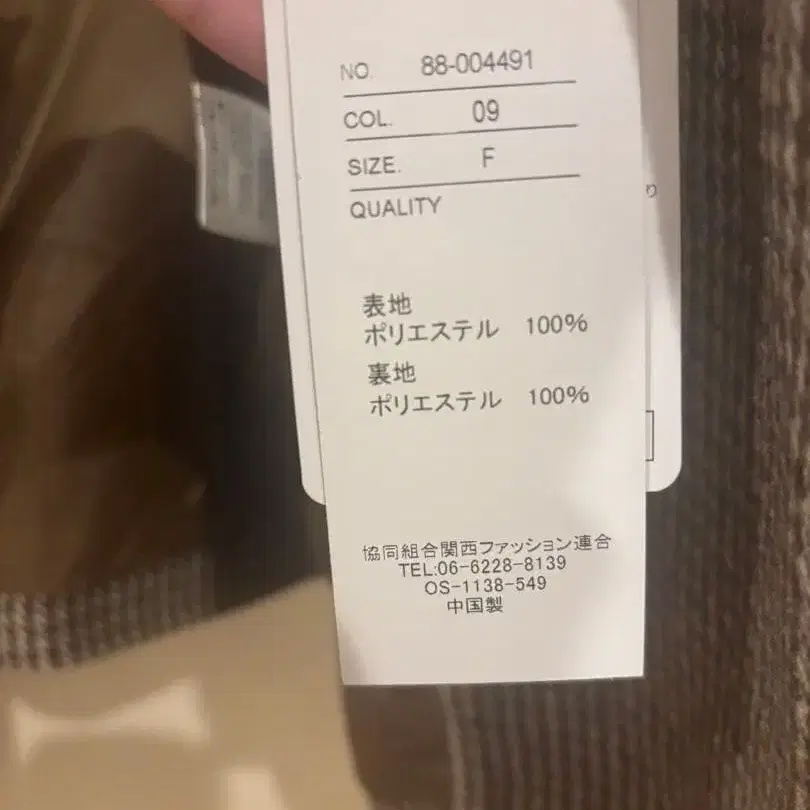 NO. 88-004491
COL. 09
SIZE. F
QUALITY
表地
ポリエステル 100%
裏地
ポリエステル 100%
協同組合関西ファッション連合
TEL:06-6228-8139
OS-1138-549
中国製
り